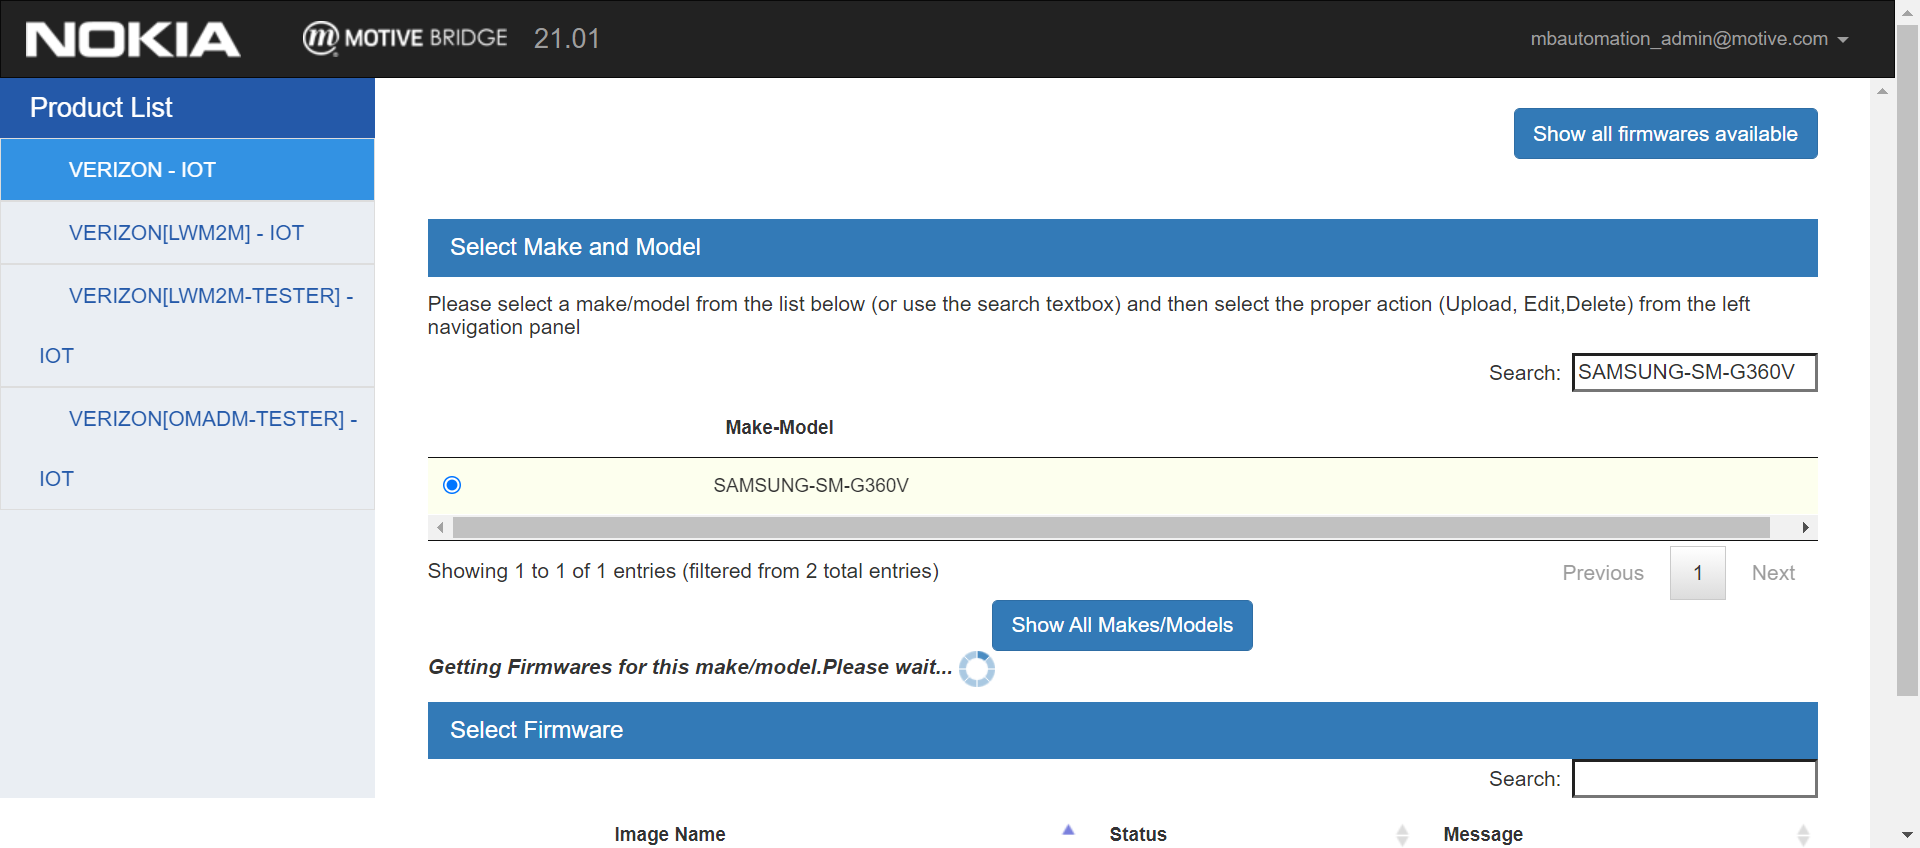 NOKIA
m MOTIVE BRIDGE 21.01
mbautomation_admin@motive.com
Product List
VERIZON - IOT
VERIZON[LWM2M] - IOT
VERIZON[LWM2M-TESTER] -
IOT
VERIZON[OMADM-TESTER] -
IOT
Show all firmwares available
Select Make and Model
Please select a make/model from the list below (or use the search textbox) and then select the proper action (Upload, Edit,Delete) from the left
navigation panel
Search: SAMSUNG-SM-G360V
Make-Model
SAMSUNG-SM-G360V
Showing 1 to 1 of 1 entries (filtered from 2 total entries)
Previous 1 Next
Show All Makes/Models
Getting Firmwares for this make/model.Please wait...
Select Firmware
Search:
Image Name Status Message